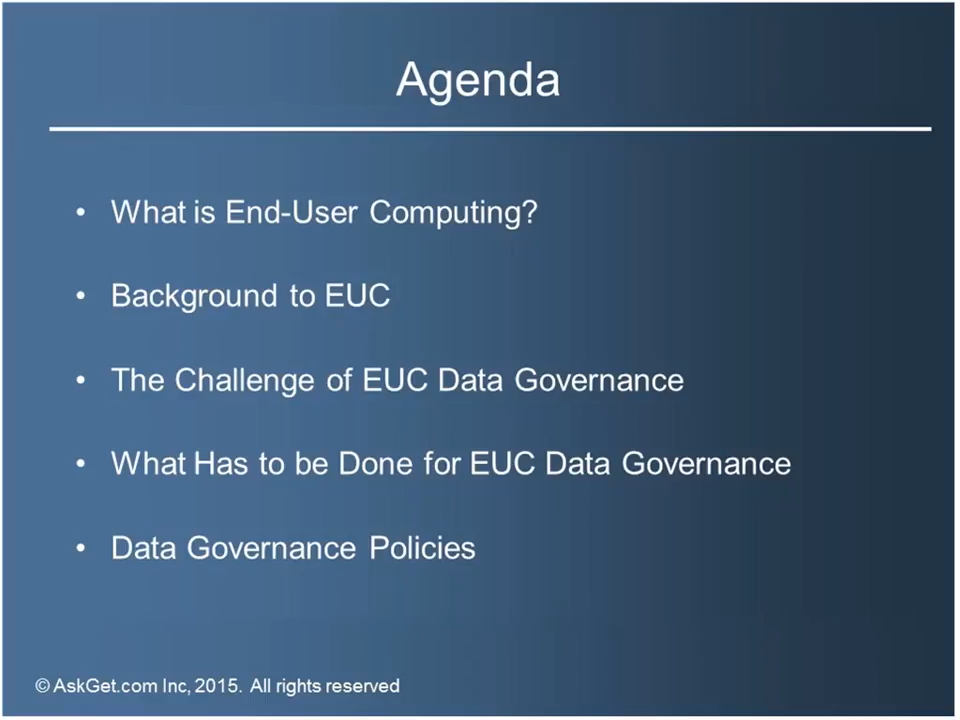 Agenda
• What is End-User Computing?
• Background to EUC
• The Challenge of EUC Data Governance
• What Has to be Done for EUC Data Governance
• Data Governance Policies
© AskGet.com Inc, 2015. All rights reserved